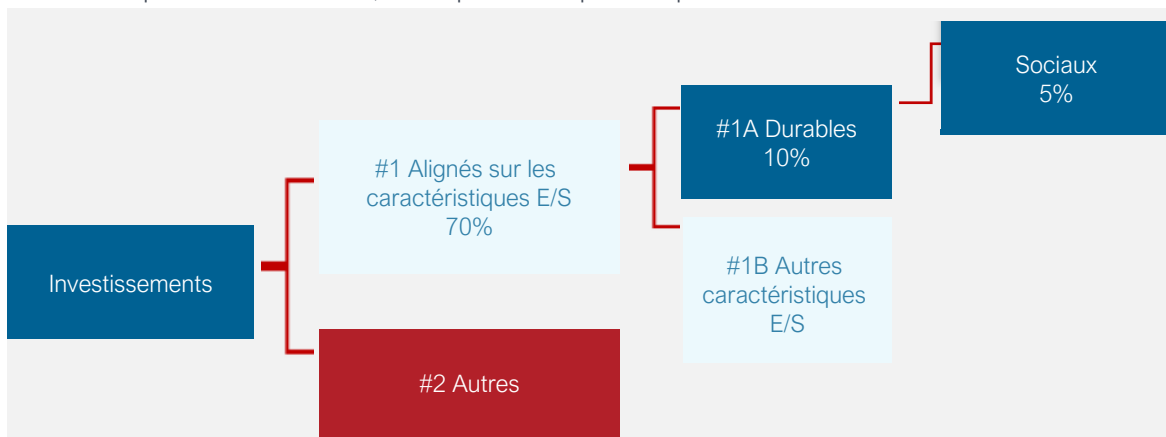 Sociaux
5%
#1A Durables
10%
#1 Alignés sur les
caractéristiques E/S
70%
#1B Autres
caractéristiques
E/S
Investissements
#2 Autres